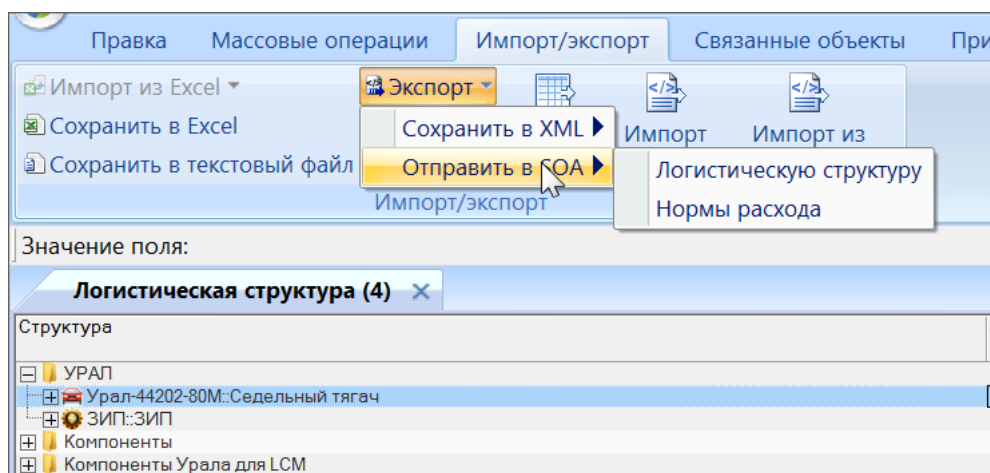 Правка Массовые операции Импорт/экспорт Связанные объекты При
Импорт из Excel Экспорт
Сохранить в Excel Сохранить в XML Импорт Импорт из
Сохранить в текстовый файл Отправить в SOA Логистическую структуру
Импорт/экспорт Нормы расхода
Значение поля:
Логистическая структура (4)
Структура
УРАЛ
Урал-44202-80М::Седельный тягач
ЗИП::ЗИП
Компоненты
Компоненты Урала для LCM